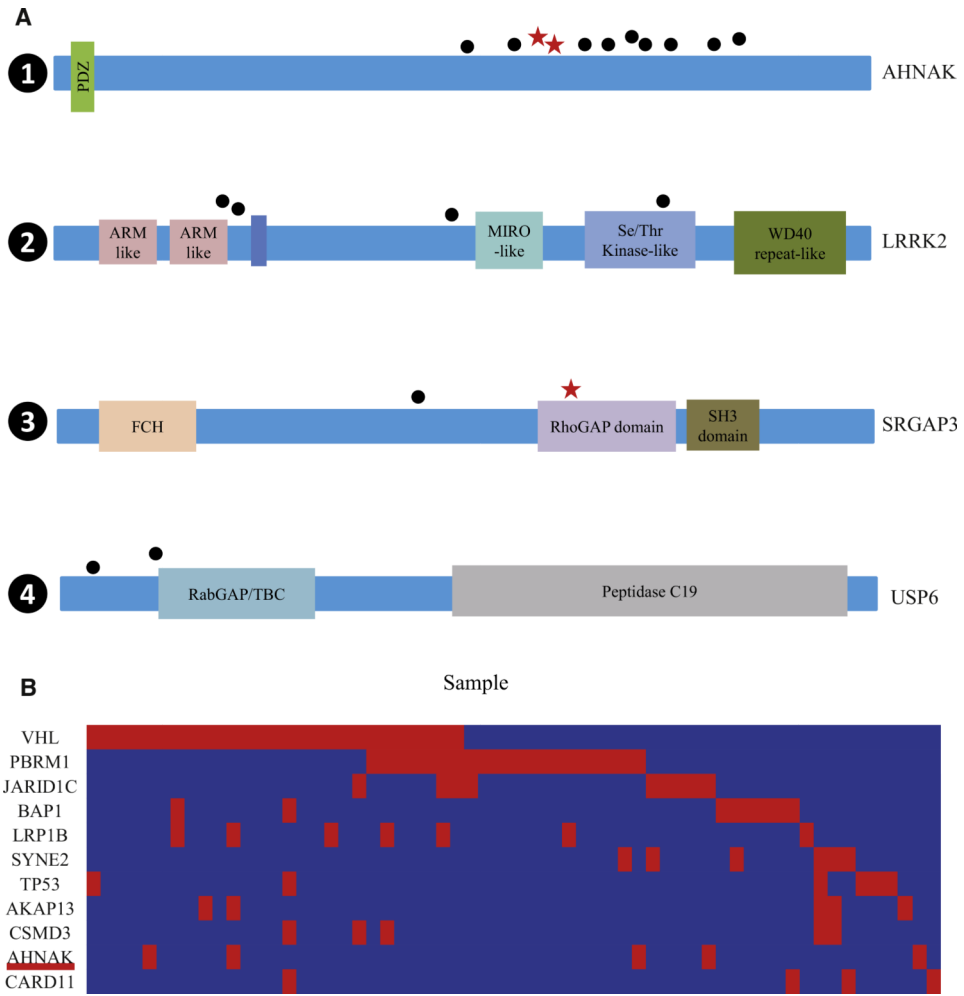 A
1
PDZ
AHNAK
2
ARM
like
ARM
like
MIRO
-like
Se/Thr
Kinase-like
WD40
repeat-like
LRRK2
3
FCH
RhoGAP domain
SH3
domain
SRGAP3
4
RabGAP/TBC
Peptidase C19
USP6
B
Sample
VHL
PBRM1
JARID1C
BAP1
LRP1B
SYNE2
TP53
AKAP13
CSMD3
AHNAK
CARD11